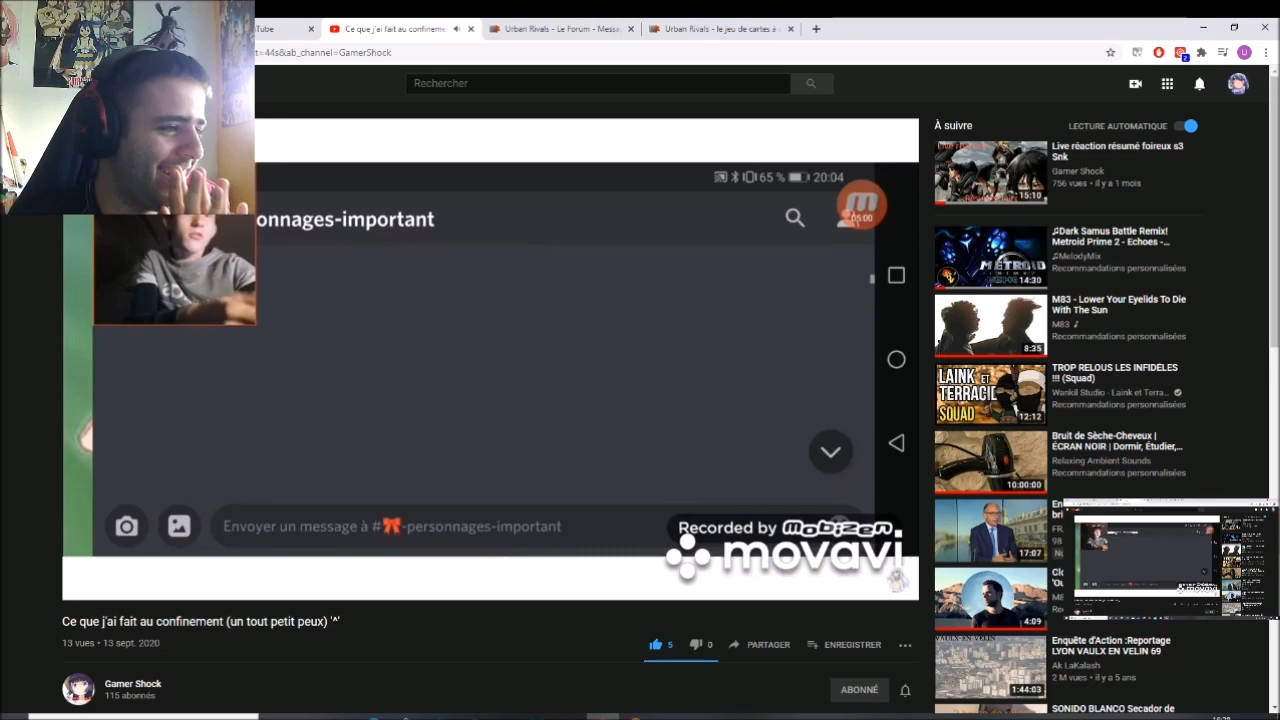 uTube
Ce que j'ai fait au confineme
Urban Rivals - Le Forum - Messa
Urban Rivals - le jeu de cartes à
t=44s&ab_channel=GamerShock
2
U
Rechercher
65 % 20:04
onnages-important
05:00
Envoyer un message à #🎀-personnages-important
Recorded by Mobizen
movavi
Ce que j'ai fait au confinement (un tout petit peux) '^'
13 vues • 13 sept. 2020
5
0
PARTAGER
ENREGISTRER
Gamer Shock
115 abonnés
ABONNÉ
À suivre
LECTURE AUTOMATIQUE
Live réaction résumé foireux s3
Snk
Gamer Shock
756 vues • il y a 1 mois
15:10
♫Dark Samus Battle Remix!
Metroid Prime 2 - Echoes -...
♫MelodyMix
Recommandations personnalisées
METROID
14:30
M83 - Lower Your Eyelids To Die
With The Sun
M83 ♪
Recommandations personnalisées
8:35
TROP RELOUS LES INFIDÈLES
!!! (Squad)
Wankil Studio - Laink et Terra...
Recommandations personnalisées
LAINK ET
TERRACID
SQUAD
12:12
Bruit de Sèche-Cheveux |
ÉCRAN NOIR | Dormir, Étudier,...
Relaxing Ambient Sounds
Recommandations personnalisées
10:00:00
17:07
4:09
Enquête d'Action :Reportage
LYON VAULX EN VELIN 69
Ak LaKalash
2 M vues • il y a 5 ans
VAULX EN VELIN
1:44:03
SONIDO BLANCO Secador de